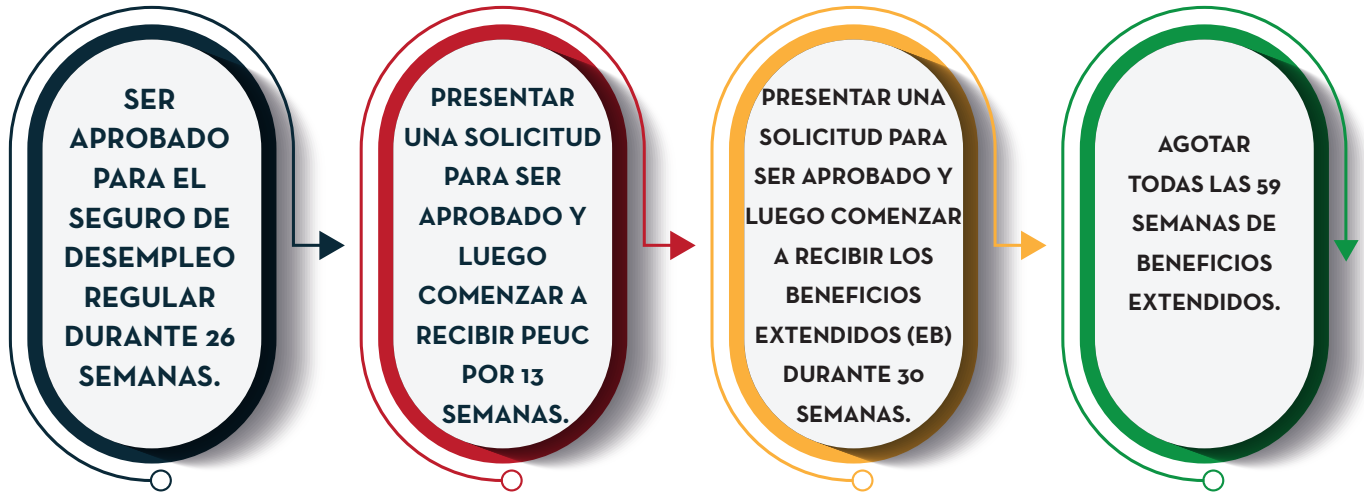 SER
APROBADO
PARA EL
SEGURO DE
DESEMPLEO
REGULAR
DURANTE 26
SEMANAS.
PRESENTAR
UNA SOLICITUD
PARA SER
APROBADO Y
LUEGO
COMENZAR A
RECIBIR PEUC
POR 13
SEMANAS.
PRESENTAR UNA
SOLICITUD PARA
SER APROBADO Y
LUEGO COMENZAR
A RECIBIR LOS
BENEFICIOS
EXTENDIDOS (EB)
DURANTE 30
SEMANAS.
AGOTAR
TODAS LAS 59
SEMANAS DE
BENEFICIOS
EXTENDIDOS.